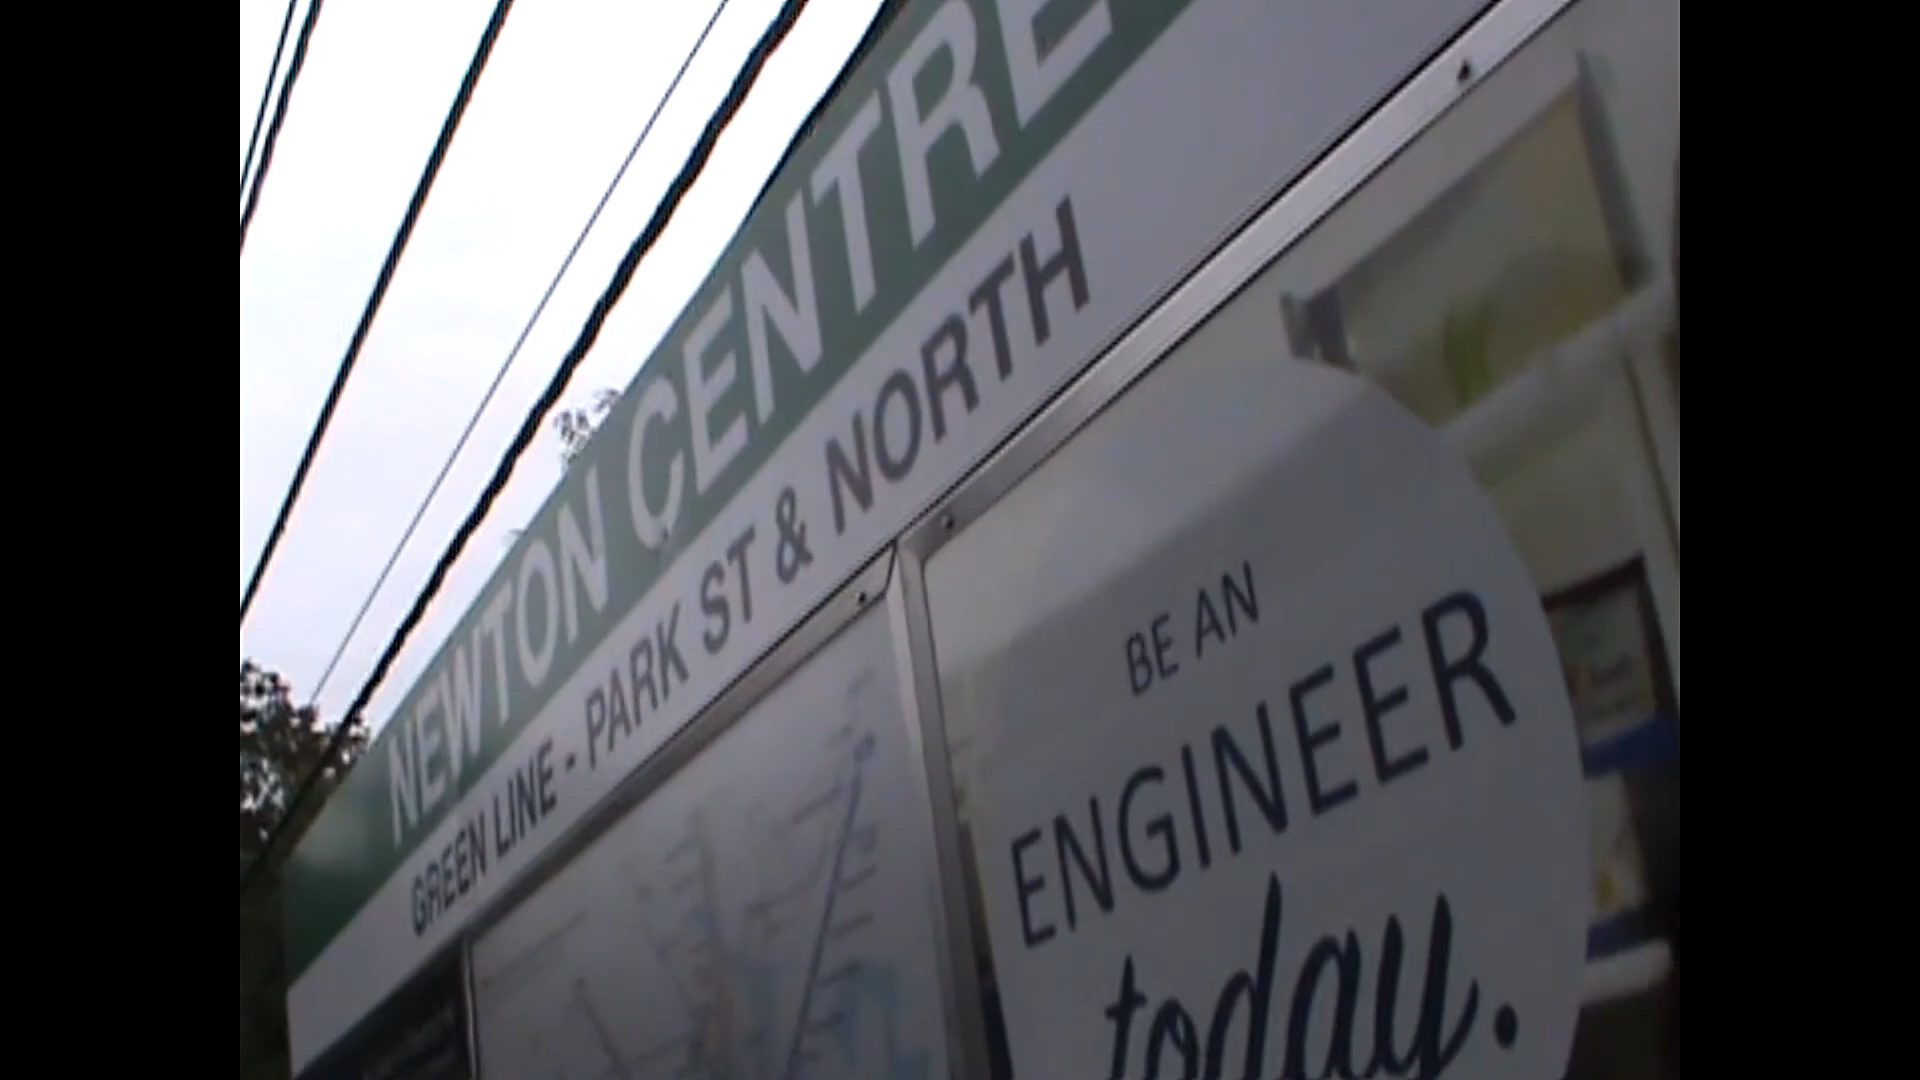 NEWTON CENTRE
GREEN LINE - PARK ST & NORTH
BE AN
ENGINEER
today.